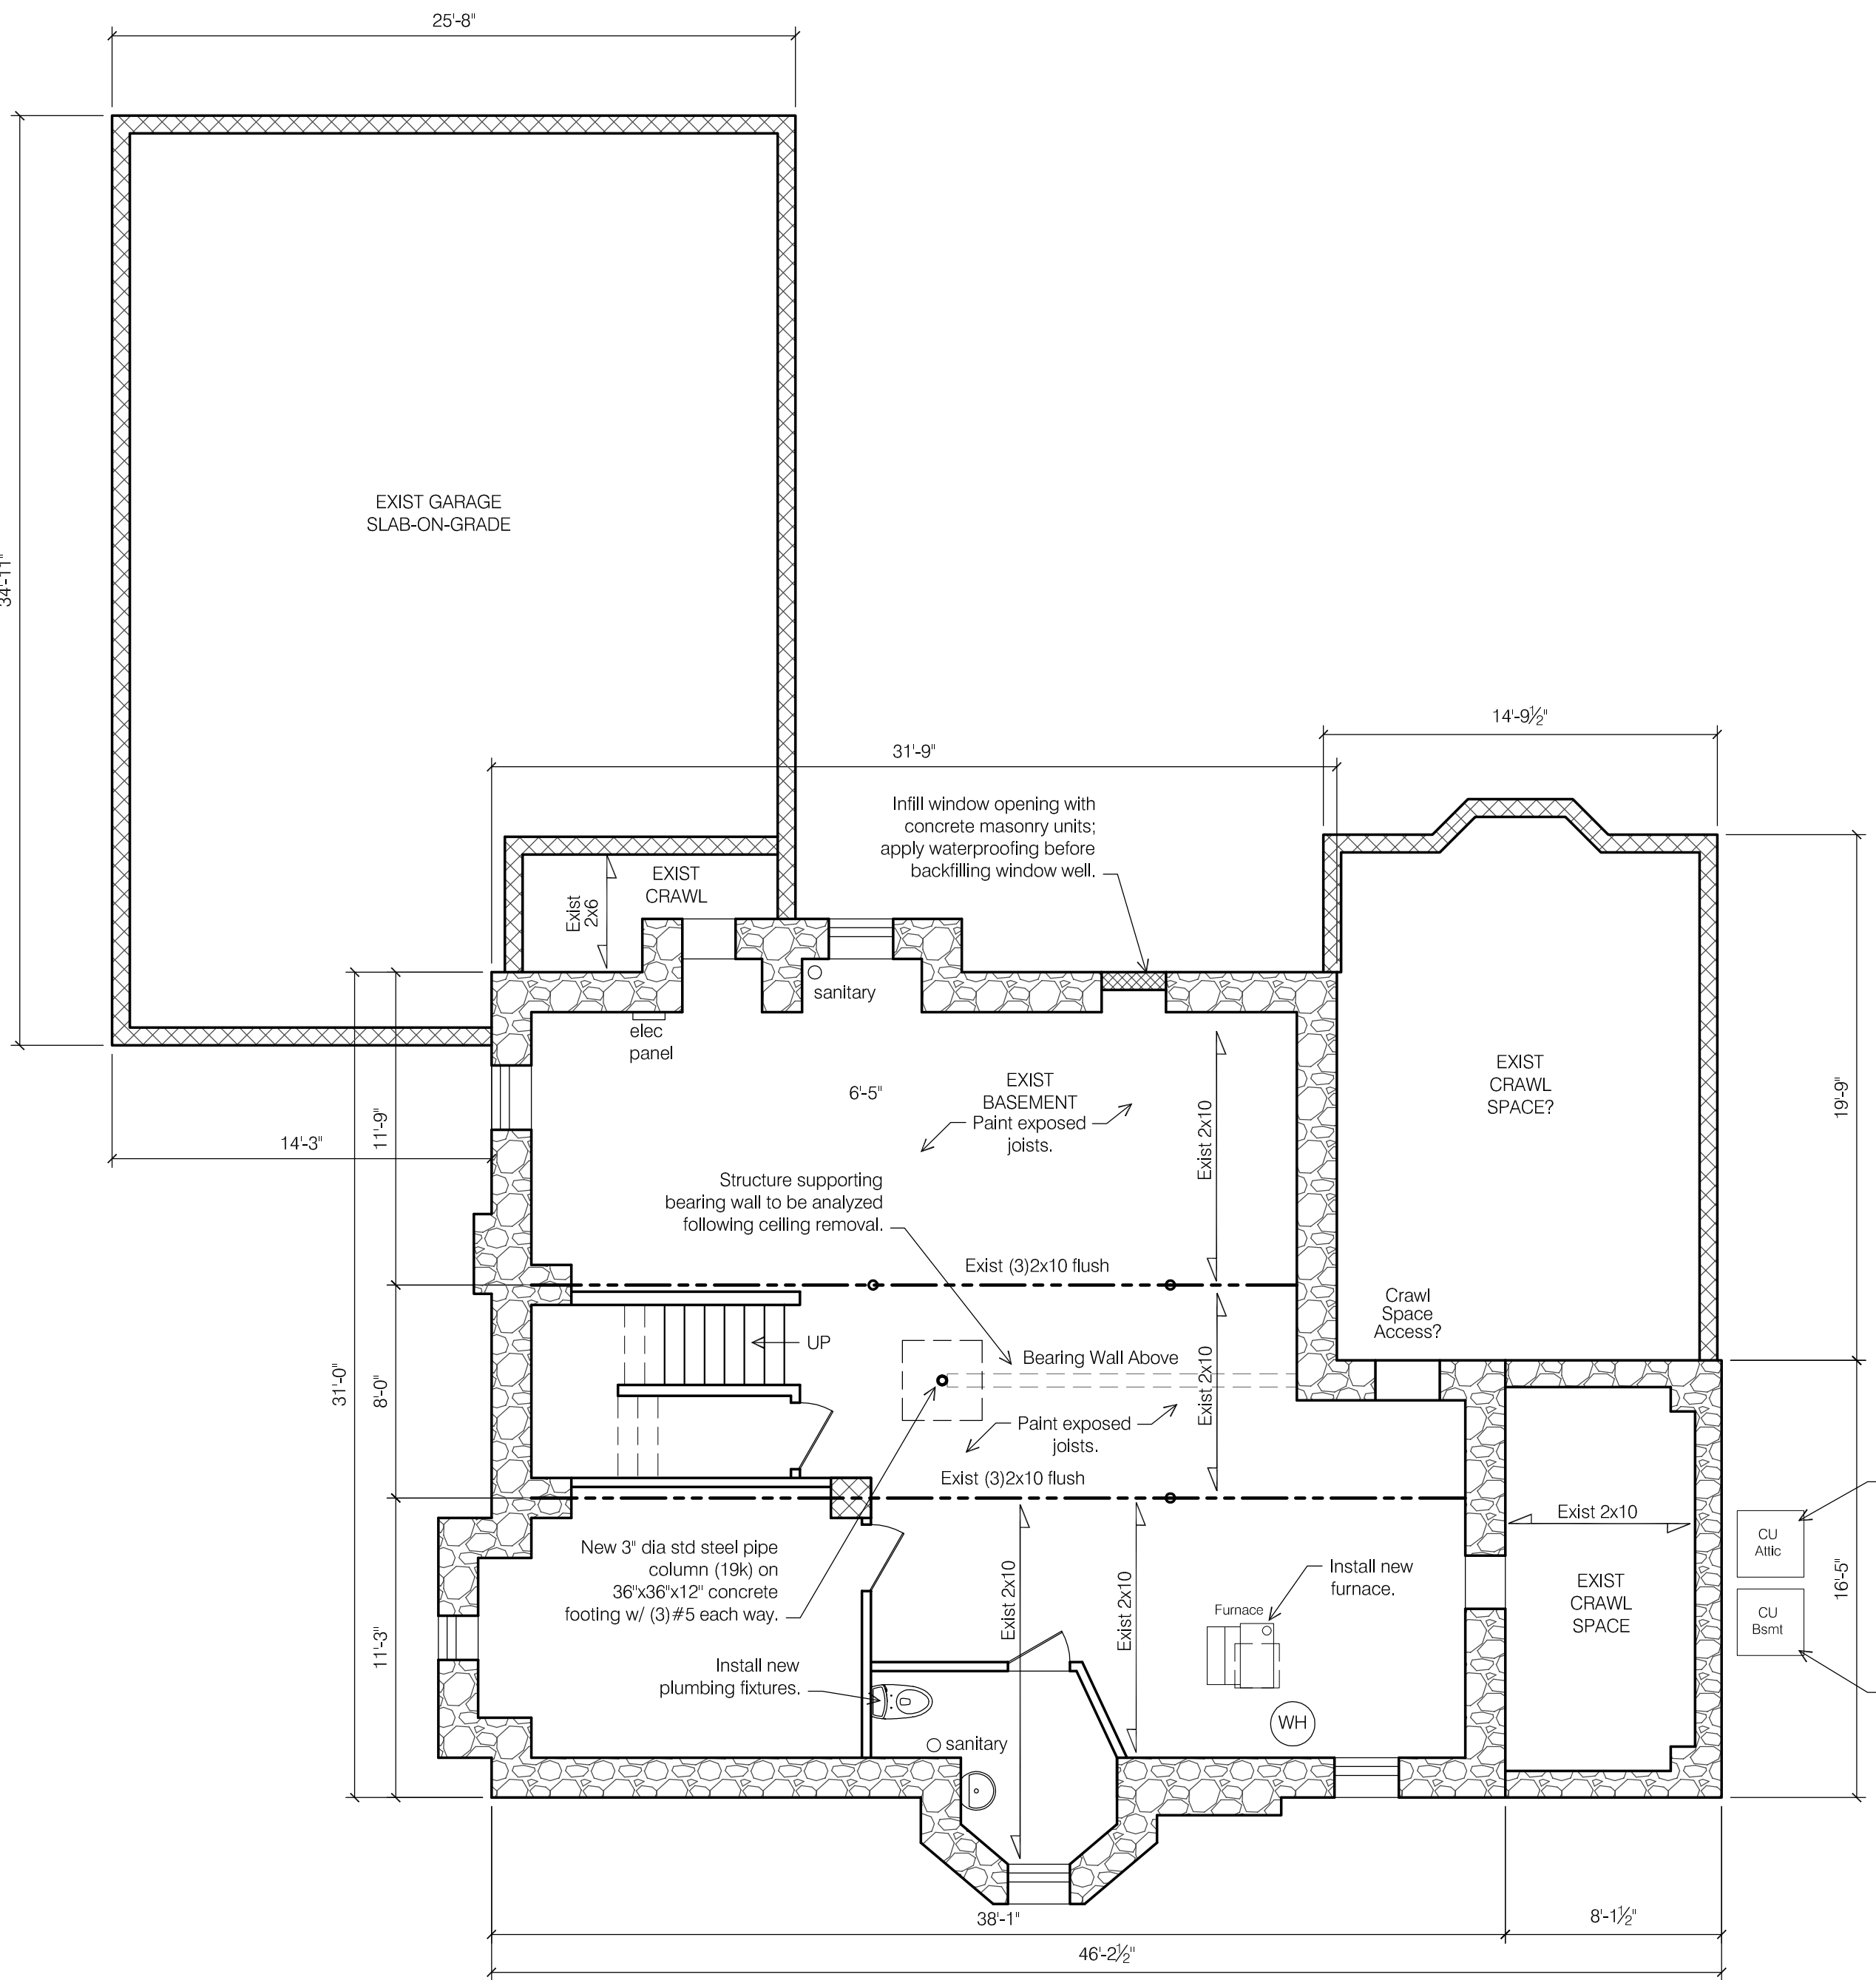 25'-8"
34'-11"
EXIST GARAGE
SLAB-ON-GRADE
14'-9½"
31'-9"
Infill window opening with
concrete masonry units;
apply waterproofing before
backfilling window well.
EXIST
CRAWL
Exist
2x6
sanitary
elec
panel
6'-5"
EXIST
BASEMENT
Paint exposed
joists.
Exist 2x10
EXIST
CRAWL
SPACE?
19'-9"
14'-3"
11'-9"
Structure supporting
bearing wall to be analyzed
following ceiling removal.
Exist (3)2x10 flush
Crawl
Space
Access?
UP
Bearing Wall Above
Exist 2x10
31'-0"
8'-0"
Paint exposed
joists.
Exist (3)2x10 flush
Exist 2x10
CU
Attic
New 3" dia std steel pipe
column (19k) on
36"x36"x12" concrete
footing w/ (3)#5 each way.
Exist 2x10
Exist 2x10
Install new
furnace.
Furnace
EXIST
CRAWL
SPACE
CU
Bsmt
16'-5"
11'-3"
Install new
plumbing fixtures.
sanitary
WH
38'-1"
8'-1½"
46'-2½"